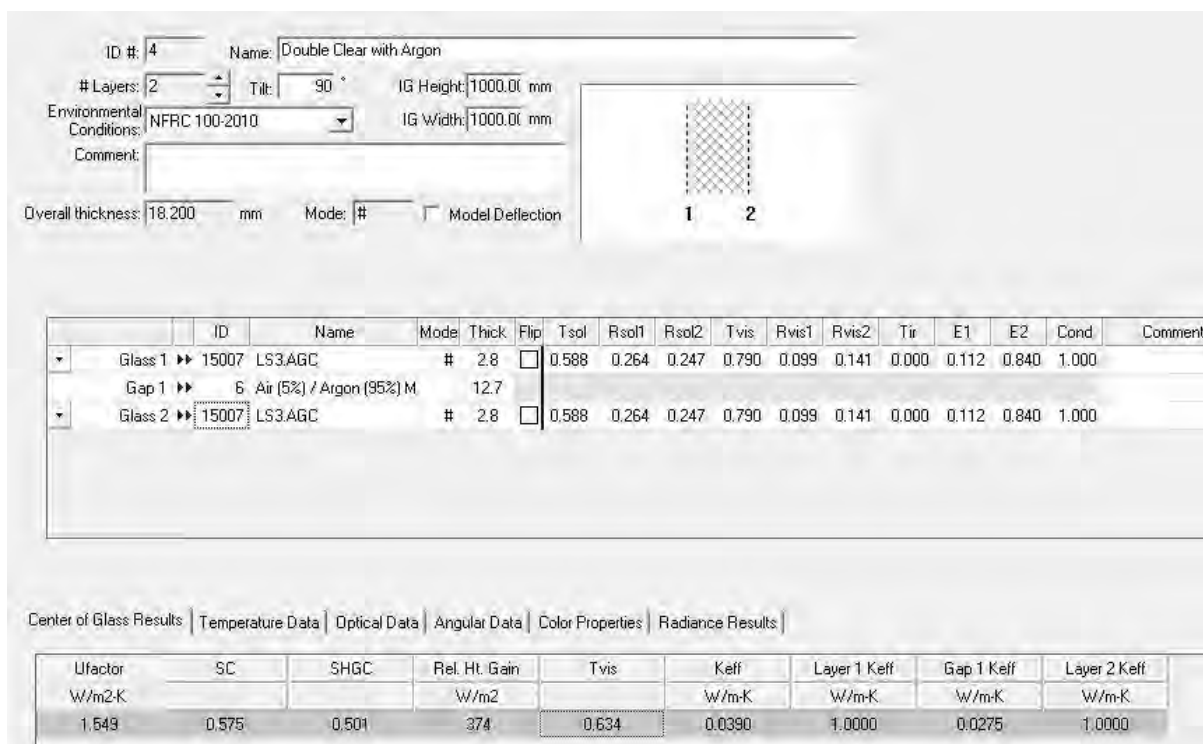 ID #: 4 Name: Double Clear with Argon
# Layers: 2 Tilt: 90 ° IG Height: 1000.0( mm
Environmental Conditions: NFRC 100-2010 IG Width: 1000.0( mm
Comment:
Overall thickness: 18.200 mm Mode: # Model Deflection
1 2
ID Name Mode Thick Flip Tsol Rsol1 Rsol2 Tvis Rvis1 Rvis2 Tir E1 E2 Cond Comment
Glass 1 15007 LS3.AGC # 2.8 0.588 0.264 0.247 0.790 0.099 0.141 0.000 0.112 0.840 1.000
Gap 1 6 Air (5%) / Argon (95%) M 12.7
Glass 2 15007 LS3.AGC # 2.8 0.588 0.264 0.247 0.790 0.099 0.141 0.000 0.112 0.840 1.000
Center of Glass Results Temperature Data Optical Data Angular Data Color Properties Radiance Results
Ufactor SC SHGC Rel. Ht. Gain Tvis Keff Layer 1 Keff Gap 1 Keff Layer 2 Keff
W/m2-K W/m2 W/m-K W/m-K W/m-K W/m-K
1.549 0.575 0.501 374 0.634 0.0390 1.0000 0.0275 1.0000